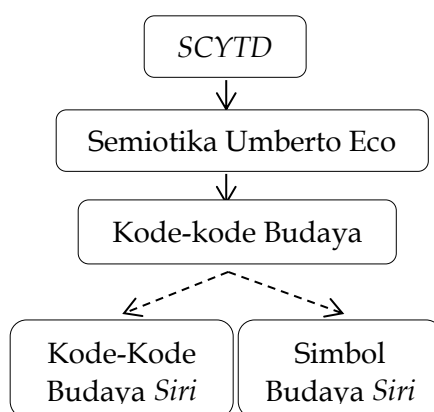 SCYTD
Semiotika Umberto Eco
Kode-kode Budaya
Kode-Kode
Budaya Siri
Simbol
Budaya Siri